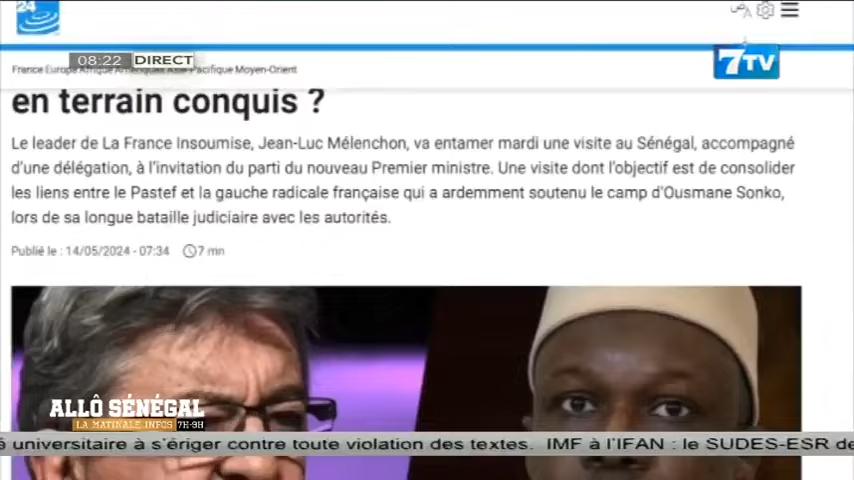 24
08:22 DIRECT
7TV
France Europe Afrique Amériques Asie-Pacifique Moyen-Orient
en terrain conquis ?
Le leader de La France Insoumise, Jean-Luc Mélenchon, va entamer mardi une visite au Sénégal, accompagné
d'une délégation, à l'invitation du parti du nouveau Premier ministre. Une visite dont l'objectif est de consolider
les liens entre le Pastef et la gauche radicale française qui a ardemment soutenu le camp d'Ousmane Sonko,
lors de sa longue bataille judiciaire avec les autorités.
Publié le : 14/05/2024 - 07:34 7 mn
ALLÔ SÉNÉGAL
LA MATINALE INFOS 7H-9H
é universitaire à s'ériger contre toute violation des textes. IMF à l'IFAN : le SUDES-ESR de